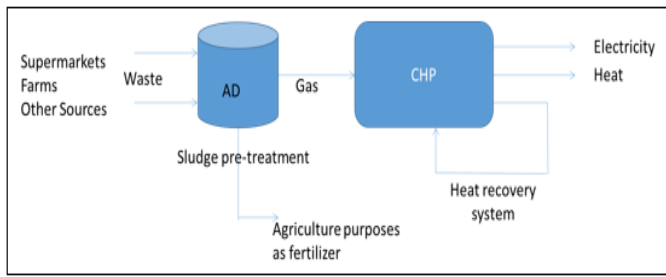 Supermarkets
Farms
Other Sources
Waste
AD
Gas
CHP
Electricity
Heat
Sludge pre-treatment
Heat recovery
system
Agriculture purposes
as fertilizer